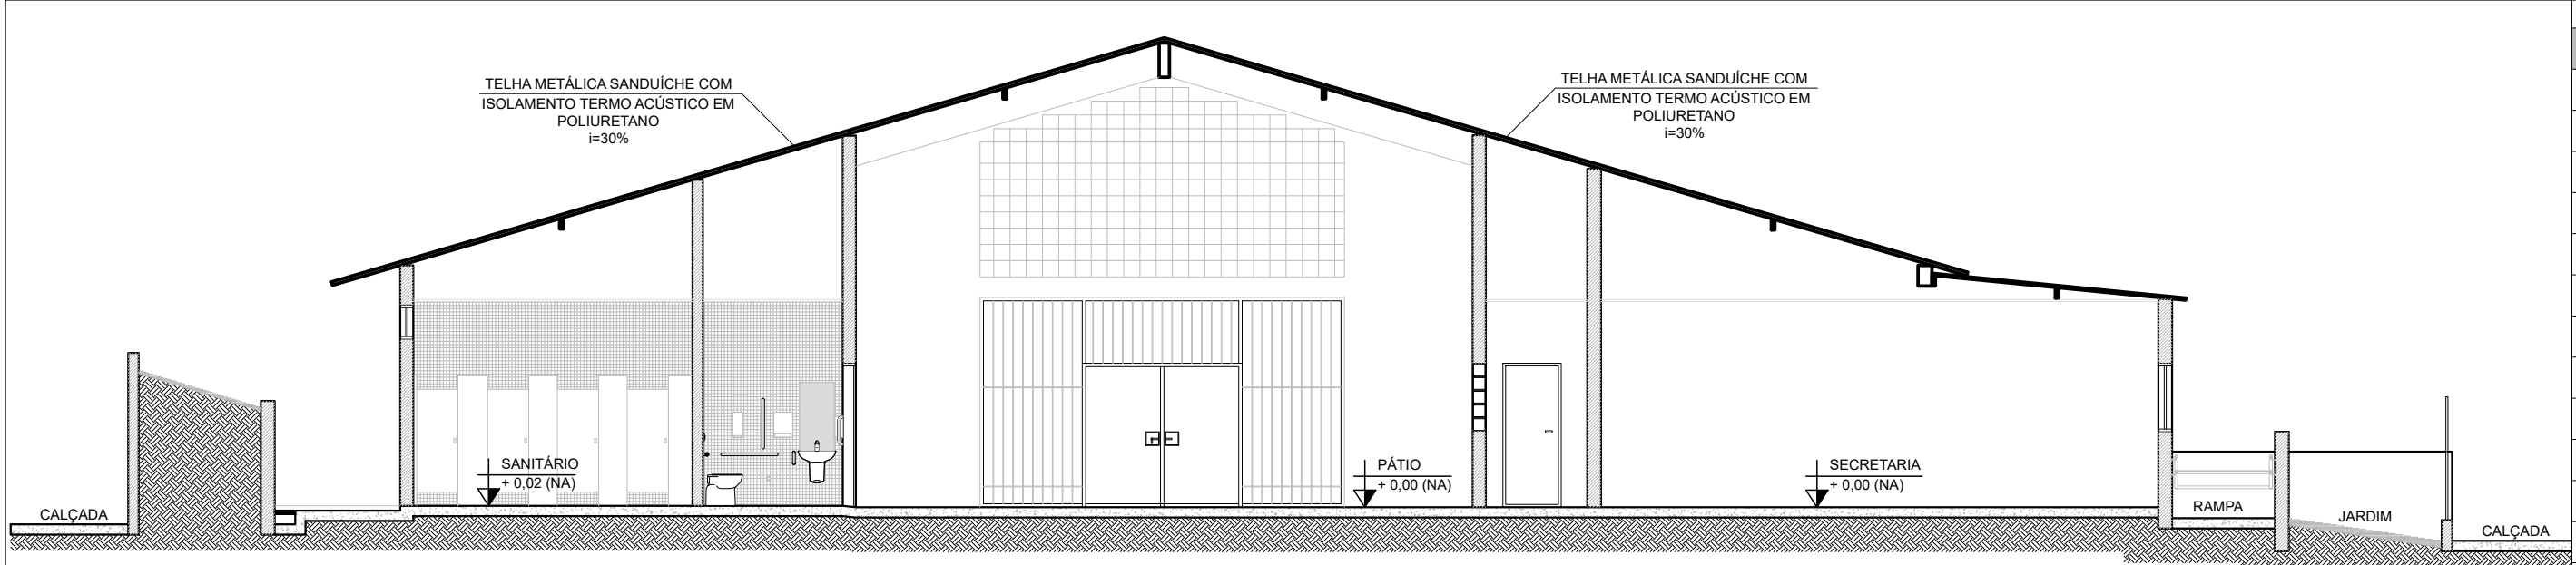 TELHA METÁLICA SANDUÍCHE COM
ISOLAMENTO TERMO ACÚSTICO EM
POLIURETANO
i=30%
TELHA METÁLICA SANDUÍCHE COM
ISOLAMENTO TERMO ACÚSTICO EM
POLIURETANO
i=30%
CALÇADA
SANITÁRIO
+ 0,02 (NA)
PÁTIO
+ 0,00 (NA)
SECRETARIA
+ 0,00 (NA)
RAMPA
JARDIM
CALÇADA